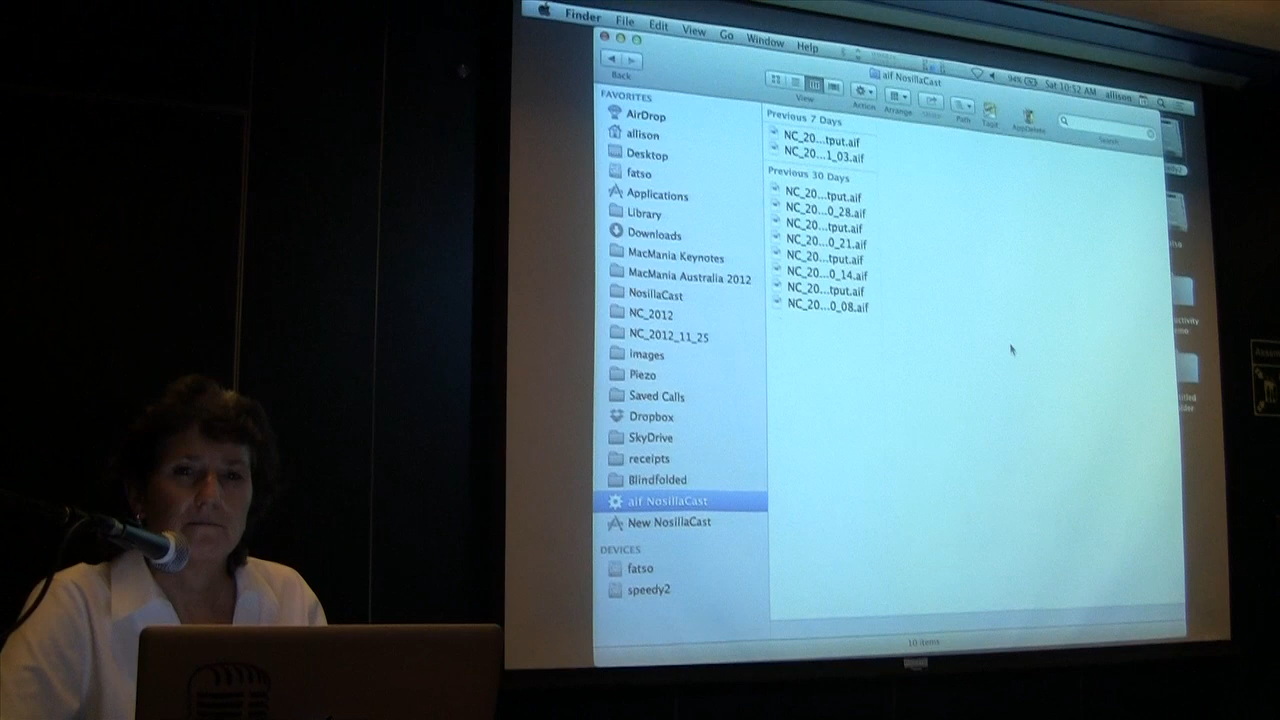 Finder File Edit View Go Window Help
94%
Sat 10:52 AM allison
aif NosillaCast
Back
View
Action
Arrange
Path
AppDelete
Search
FAVORITES
AirDrop
allison
Desktop
fatso
Applications
Library
Downloads
MacMania Keynotes
MacMania Australia 2012
NosillaCast
NC_2012
NC_2012_11_25
Images
Piezo
Saved Calls
Dropbox
SkyDrive
receipts
Blindfolded
aif NosillaCast
New NosillaCast
DEVICES
fatso
speedy2
Previous 7 Days
NC_20...tput.aif
NC_20...1_03.aif
Previous 30 Days
NC_20...tput.aif
NC_20...0_28.aif
NC_20...tput.aif
NC_20...0_21.aif
NC_20...tput.aif
NC_20...0_14.aif
NC_20...tput.aif
NC_20...0_08.aif
10 items